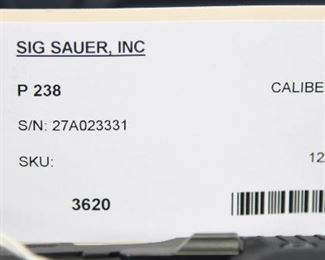 SIG SAUER, INC
P 238 CALIBE
S/N: 27A023331
SKU: 12
3620